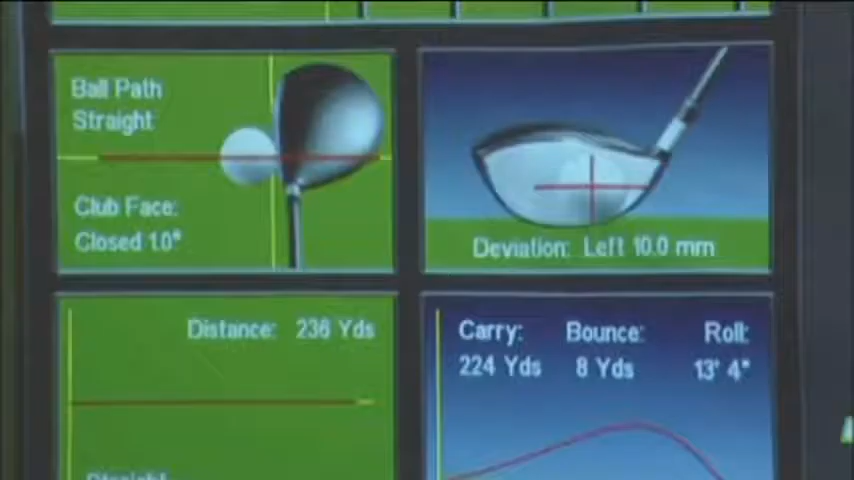 Ball Path
Straight
Club Face:
Closed 1.0°
Deviation: Left 10.0 mm
Distance: 236 Yds
Carry: Bounce: Roll:
224 Yds 8 Yds 13' 4"
Straight